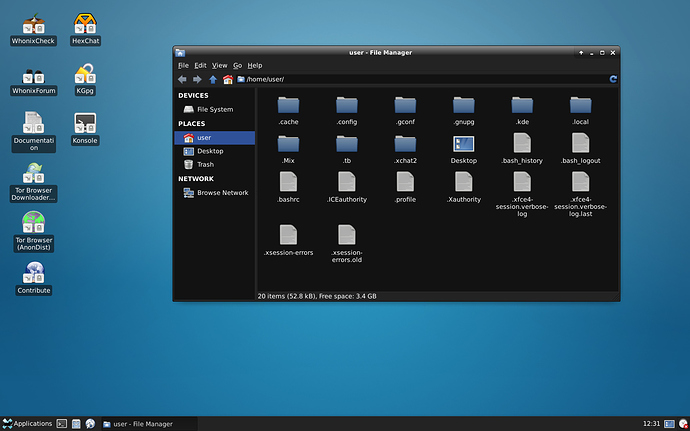 WhonixCheck
HexChat
WhonixForum
KGpg
Documentati
on
Konsole
Tor Browser
Downloader...
Tor Browser
(AnonDist)
Contribute
user - File Manager
File Edit View Go Help
/home/user/
DEVICES
File System
PLACES
user
Desktop
Trash
NETWORK
Browse Network
.cache .config .gconf .gnupg .kde .local
.Mix .tb .xchat2 Desktop .bash_history .bash_logout
.bashrc .ICEauthority .profile .Xauthority .xfce4-
session.verbose-
log .xfce4-
session.verbose-
log.last
.xsession-errors .xsession-
errors.old
20 items (52.8 kB), Free space: 3.4 GB
Applications
user - File Manager
12:31